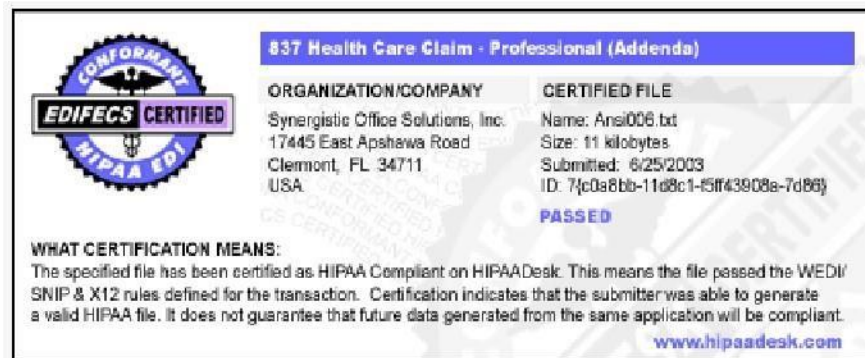 CONFORMANT
EDIFECS CERTIFIED
HIPAA EDI
837 Health Care Claim - Professional (Addenda)
ORGANIZATION/COMPANY
Synergistic Office Solutions, Inc.
17445 East Apshawa Road
Clermont, FL 34711
USA
CERTIFIED FILE
Name: Ansi006.txt
Size: 11 kilobytes
Submitted: 6/25/2003
ID: 7{c0a8bb-11d8c1-f5ff43908a-7d86}
PASSED
WHAT CERTIFICATION MEANS:
The specified file has been certified as HIPAA Compliant on HIPAADesk. This means the file passed the WEDI/
SNIP & X12 rules defined for the transaction. Certification indicates that the submitter was able to generate
a valid HIPAA file. It does not guarantee that future data generated from the same application will be compliant.
www.hipaadesk.com